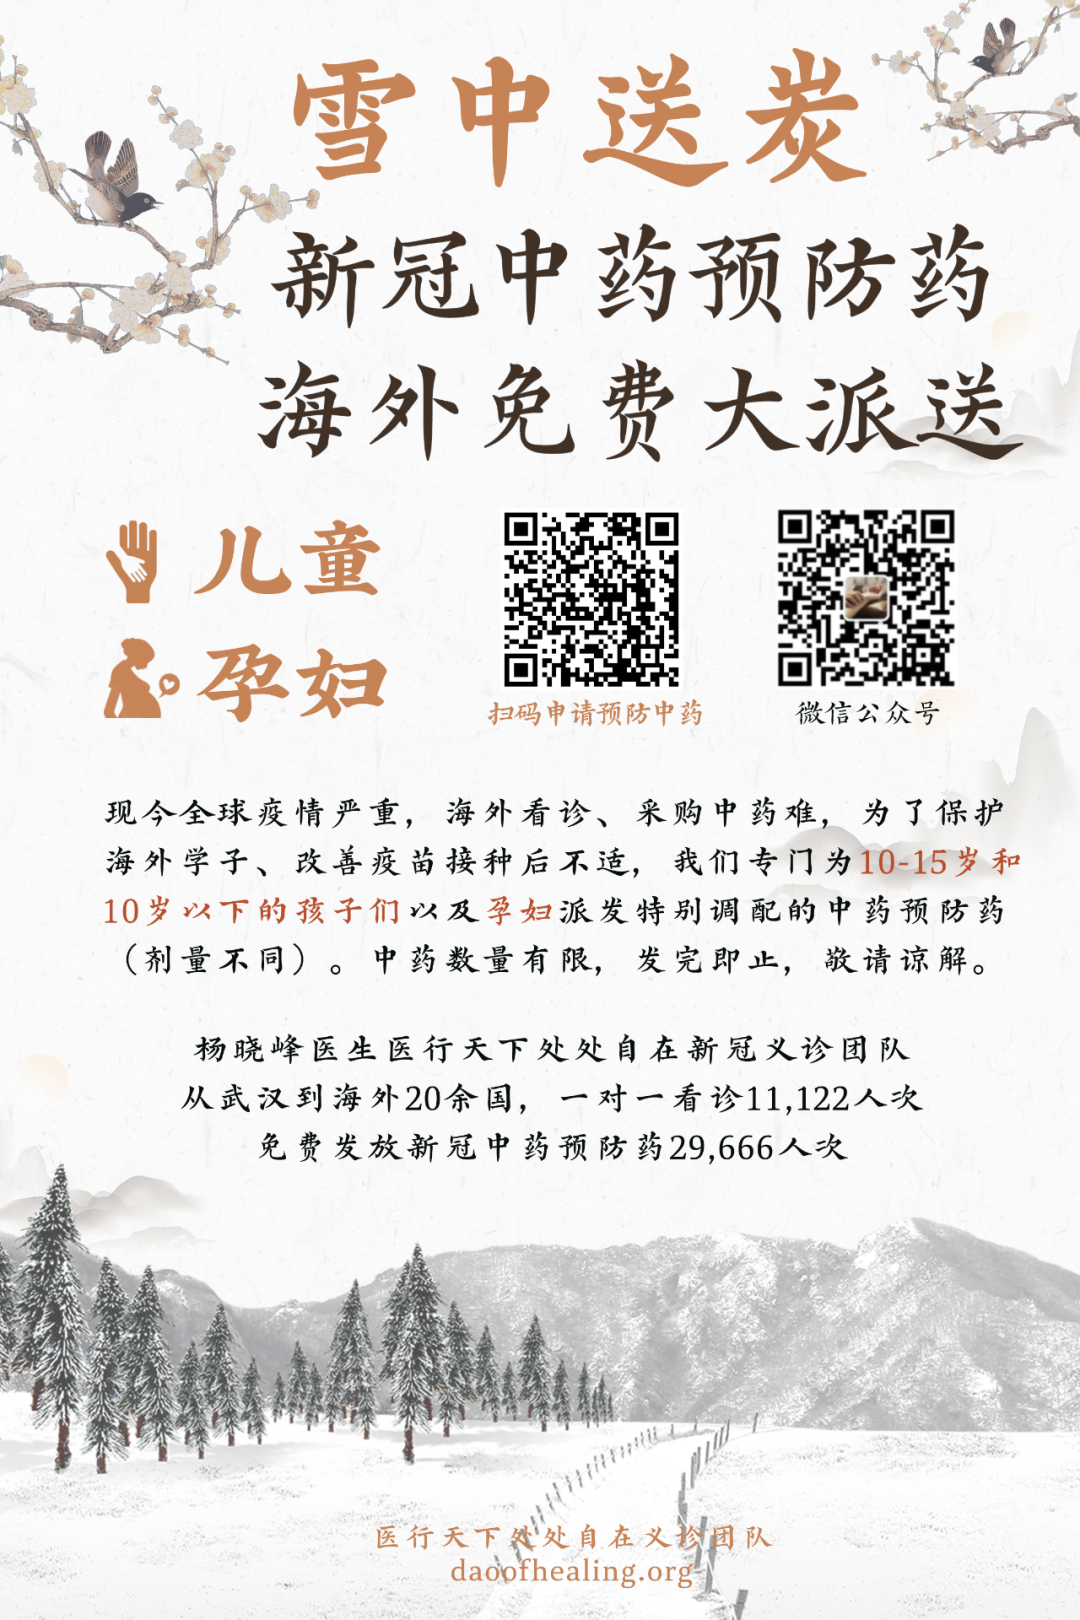 雪中送炭
新冠中药预防药
海外免费大派送
儿童
孕妇
扫码申请预防中药
微信公众号
现今全球疫情严重，海外看诊、采购中药难，为了保护
海外学子、改善疫苗接种后不适，我们专门为10-15岁和
10岁以下的孩子们以及孕妇派发特别调配的中药预防药
（剂量不同）。中药数量有限，发完即止，敬请谅解。
杨晓峰医生医行天下处处自在新冠义诊团队
从武汉到海外20余国，一对一看诊11,122人次
免费发放新冠中药预防药29,666人次
医行天下处处自在义诊团队
daoofhealing.org